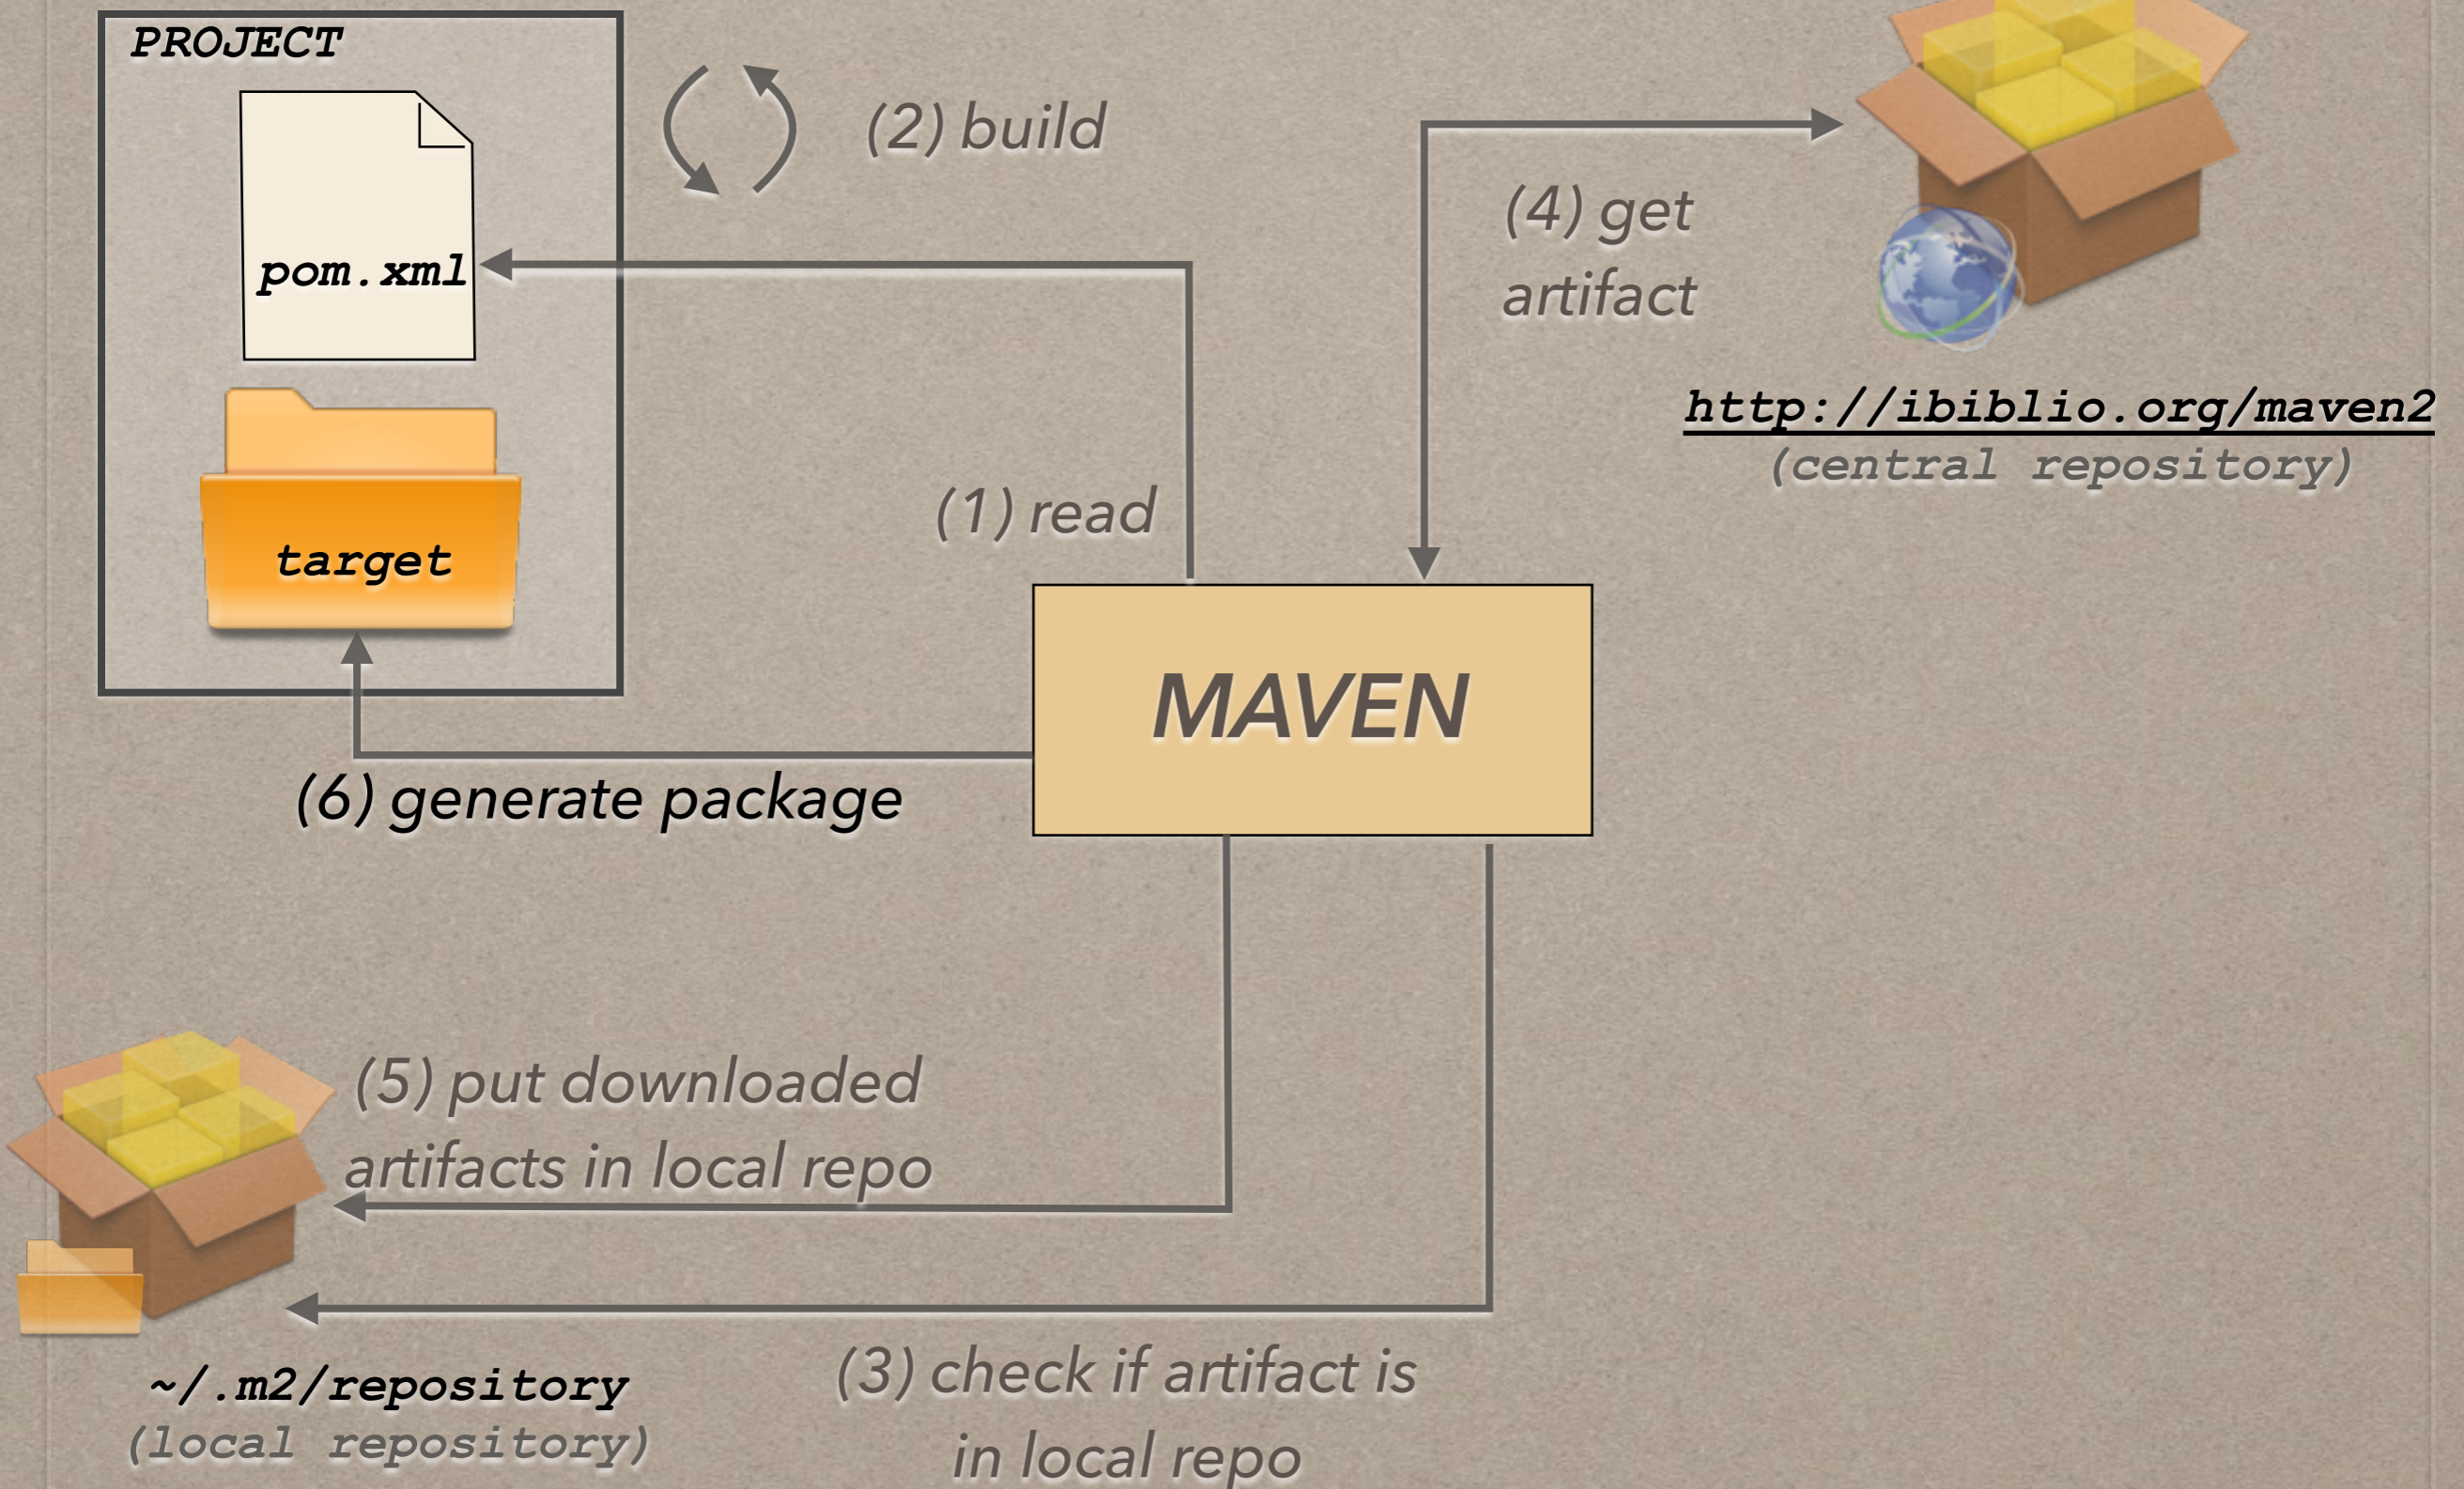 PROJECT
(2) build
pom.xml
(4) get
artifact
http://ibiblio.org/maven2
(central repository)
(1) read
target
MAVEN
(6) generate package
(5) put downloaded
artifacts in local repo
~/.m2/repository
(local repository)
(3) check if artifact is
in local repo